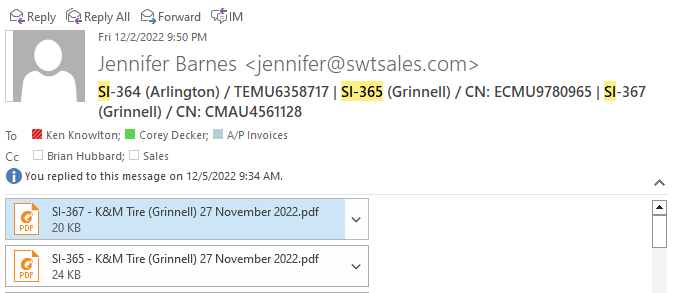 Reply Reply All Forward IM
Fri 12/2/2022 9:50 PM
Jennifer Barnes <jennifer@swtsales.com>
SI-364 (Arlington) / TEMU6358717 | SI-365 (Grinnell) / CN: ECMU9780965 | SI-367
(Grinnell) / CN: CMAU4561128
To Ken Knowlton; Corey Decker; A/P Invoices
Cc Brian Hubbard; Sales
You replied to this message on 12/5/2022 9:34 AM.
SI-367 - K&M Tire (Grinnell) 27 November 2022.pdf
PDF 20 KB
SI-365 - K&M Tire (Grinnell) 27 November 2022.pdf
PDF 24 KB